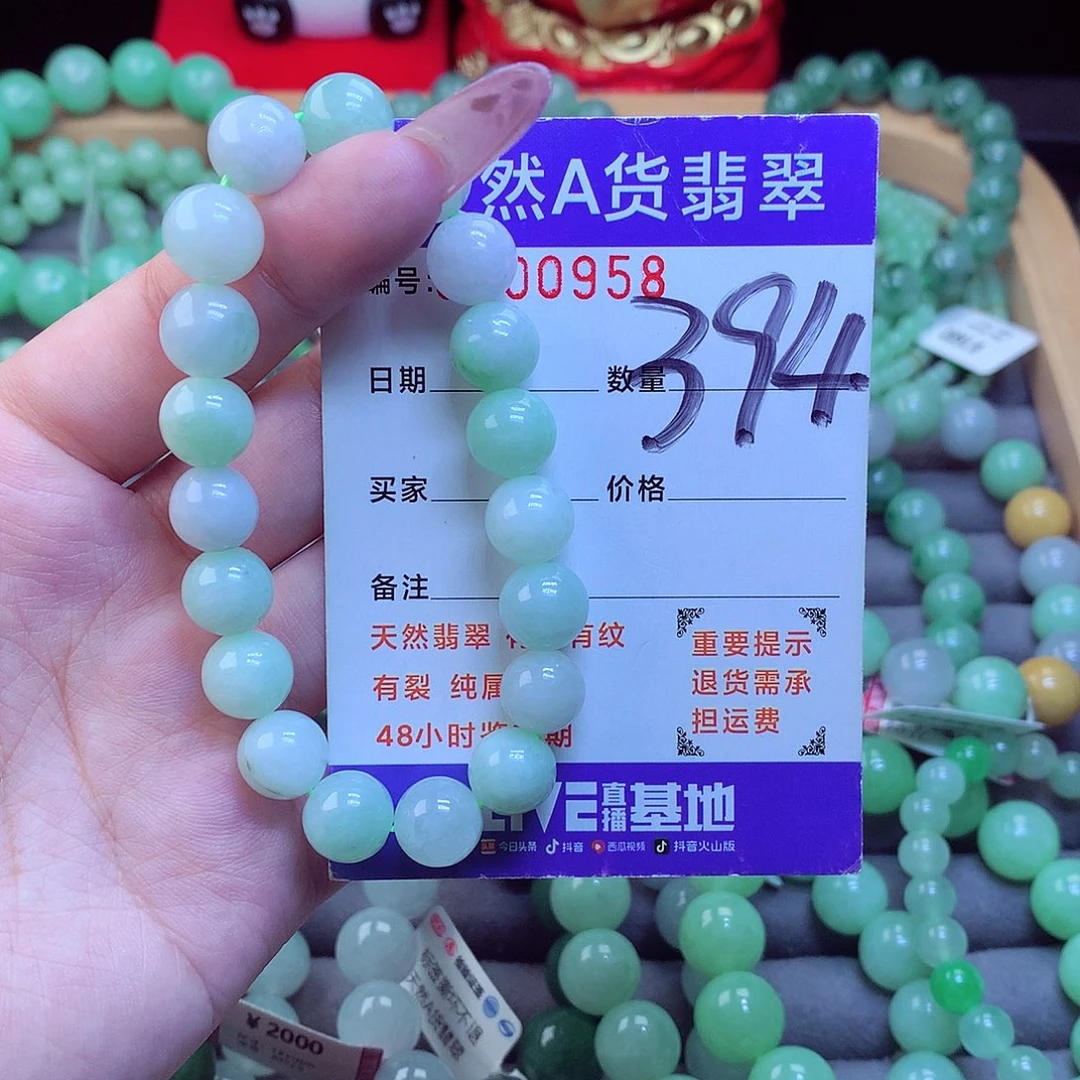 然A货翡翠
编号: 00958
394
日期 数量
买家 价格
备注
天然翡翠 有纹
有裂 纯属
48小时 期
重要提示
退货需承
担运费
LIVE直播基地
今日头条 抖音 西瓜视频 抖音火山版
¥2000